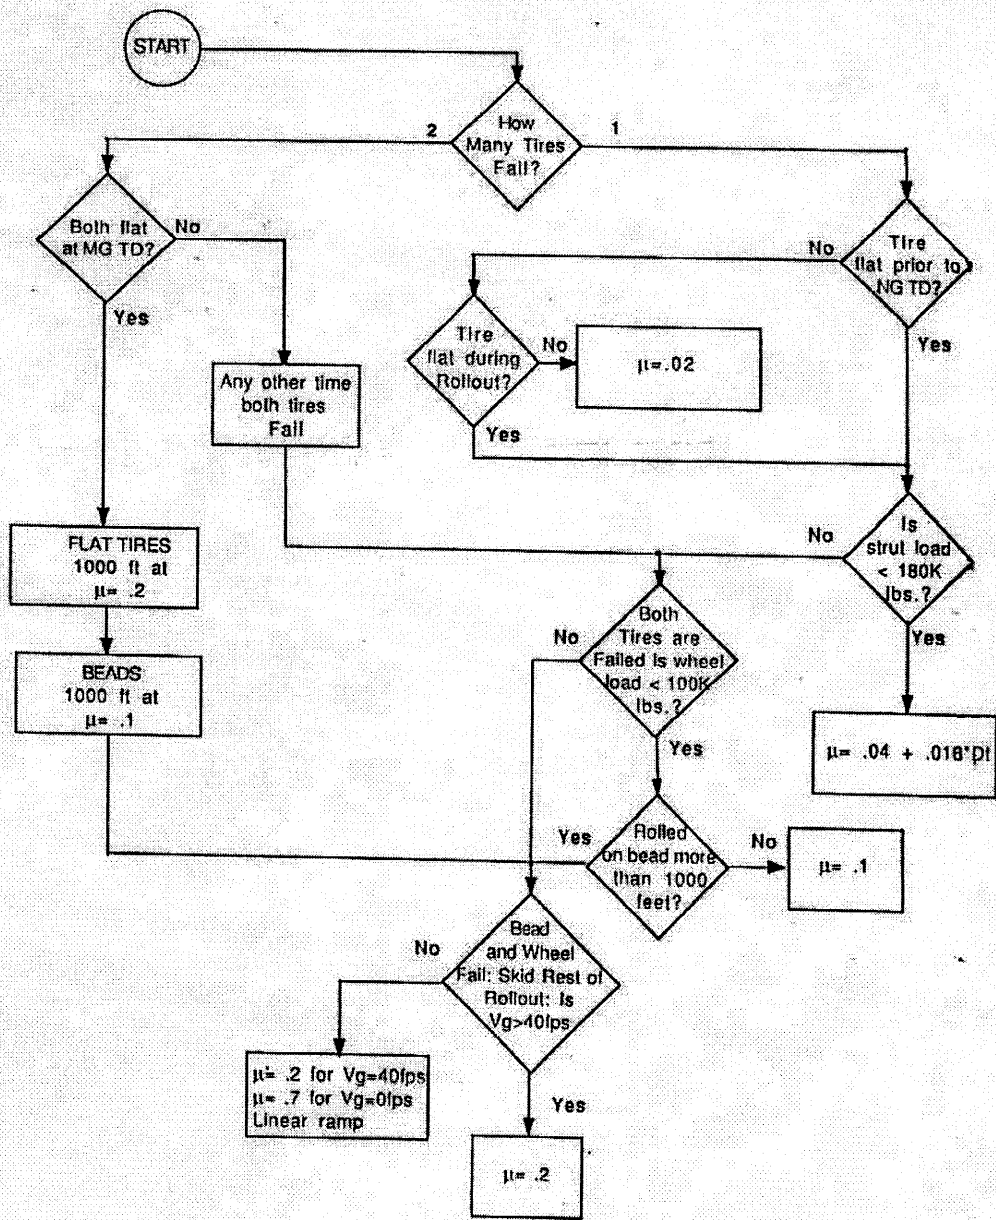 START
How
Many Tires
Fail?
2
1
Both flat
at MG TD?
No
Yes
Tire
flat prior to
NG TD?
No
Yes
Tire
flat during
Rollout?
No
Yes
μ=.02
Any other time
both tires
Fail
FLAT TIRES
1000 ft at
μ= .2
BEADS
1000 ft at
μ= .1
Is
strut load
< 180K
lbs.?
No
Yes
Both
Tires are
Failed Is wheel
load < 100K
lbs.?
No
Yes
μ= .04 + .016*Dt
Rolled
on bead more
than 1000
feet?
Yes
No
μ= .1
Bead
and Wheel
Fail: Skid Rest of
Rollout: Is
Vg>40fps
No
Yes
μ= .2 for Vg=40fps
μ= .7 for Vg=0fps
Linear ramp
μ= .2